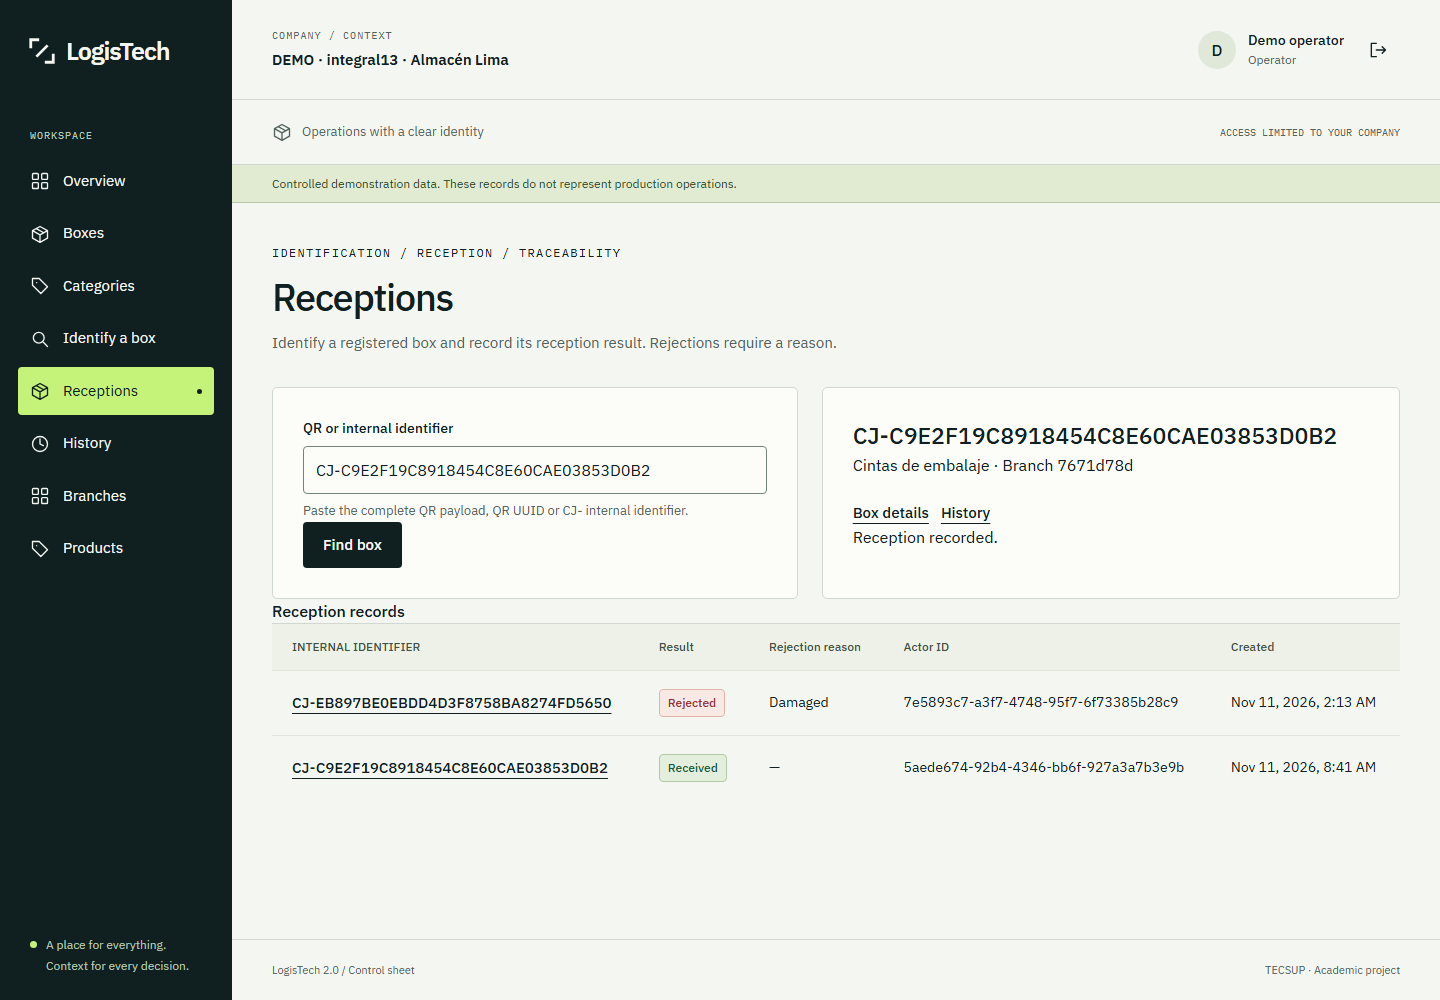 LogisTech
WORKSPACE
Overview
Boxes
Categories
Identify a box
Receptions
History
Branches
Products
A place for everything.
Context for every decision.
COMPANY / CONTEXT
DEMO · integral13 · Almacén Lima
D
Demo operator
Operator
Operations with a clear identity
ACCESS LIMITED TO YOUR COMPANY
Controlled demonstration data. These records do not represent production operations.
IDENTIFICATION / RECEPTION / TRACEABILITY
Receptions
Identify a registered box and record its reception result. Rejections require a reason.
QR or internal identifier
CJ-C9E2F19C8918454C8E60CAE03853D0B2
Paste the complete QR payload, QR UUID or CJ- internal identifier.
Find box
CJ-C9E2F19C8918454C8E60CAE03853D0B2
Cintas de embalaje · Branch 7671d78d
Box details History
Reception recorded.
Reception records
INTERNAL IDENTIFIER Result Rejection reason Actor ID Created
CJ-EB897BE0EBDD4D3F8758BA8274FD5650 Rejected Damaged 7e5893c7-a3f7-4748-95f7-6f73385b28c9 Nov 11, 2026, 2:13 AM
CJ-C9E2F19C8918454C8E60CAE03853D0B2 Received — 5aede674-92b4-4346-bb6f-927a3a7b3e9b Nov 11, 2026, 8:41 AM
LogisTech 2.0 / Control sheet
TECSUP · Academic project